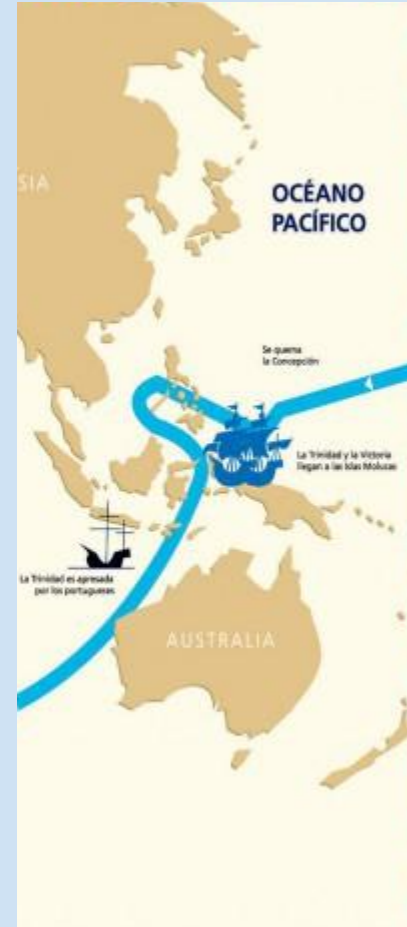 SIA
OCÉANO
PACÍFICO
Se quema
la Concepción
La Trinidad y la Victoria
llegan a las Islas Molucas
La Trinidad es apresada
por los portugueses
AUSTRALIA